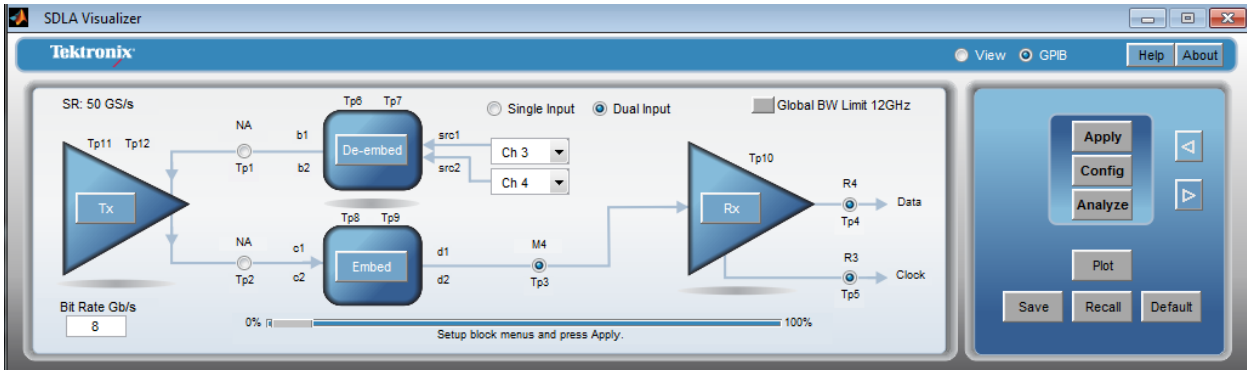 SDLA Visualizer
Tektronix
View GPIB Help About
SR: 50 GS/s
Tp6 Tp7
Single Input Dual Input
Global BW Limit 12GHz
Tp11 Tp12
NA
b1
De-embed
src1
Ch 3
Tp1
b2
src2
Ch 4
Tp10
Tx
Tp8 Tp9
Rx
R4
Data
Tp4
NA
c1
Embed
d1
M4
Tp2
c2
d2
Tp3
R3
Clock
Tp5
Bit Rate Gb/s
8
0% 100%
Setup block menus and press Apply.
Apply
Config
Analyze
Plot
Save Recall Default